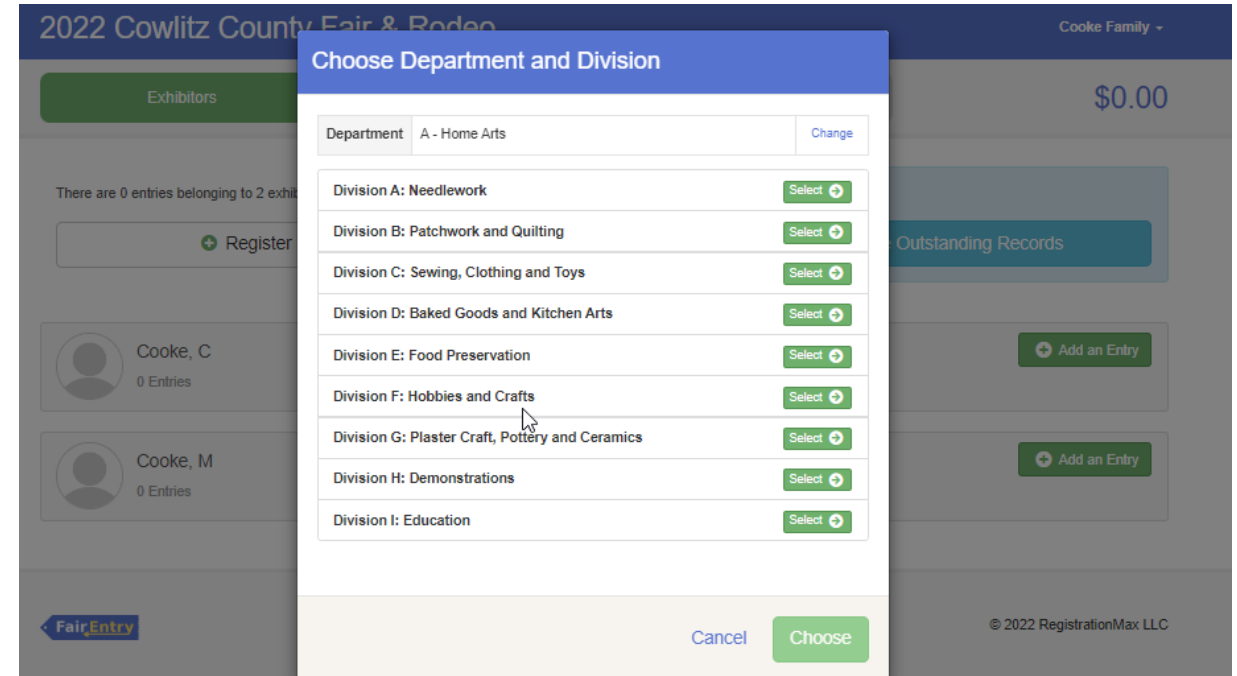 2022 Cowlitz County Fair & Rodeo
Cooke Family
Choose Department and Division
Exhibitors
$0.00
Department A - Home Arts Change
There are 0 entries belonging to 2
Register
Outstanding Records
Division A: Needlework Select
Division B: Patchwork and Quilting Select
Division C: Sewing, Clothing and Toys Select
Division D: Baked Goods and Kitchen Arts Select
Division E: Food Preservation Select
Division F: Hobbies and Crafts Select
Division G: Plaster Craft, Pottery and Ceramics Select
Division H: Demonstrations Select
Division I: Education Select
Cooke, C
0 Entries
Add an Entry
Cooke, M
0 Entries
Add an Entry
Cancel Choose
FairEntry
© 2022 RegistrationMax LLC